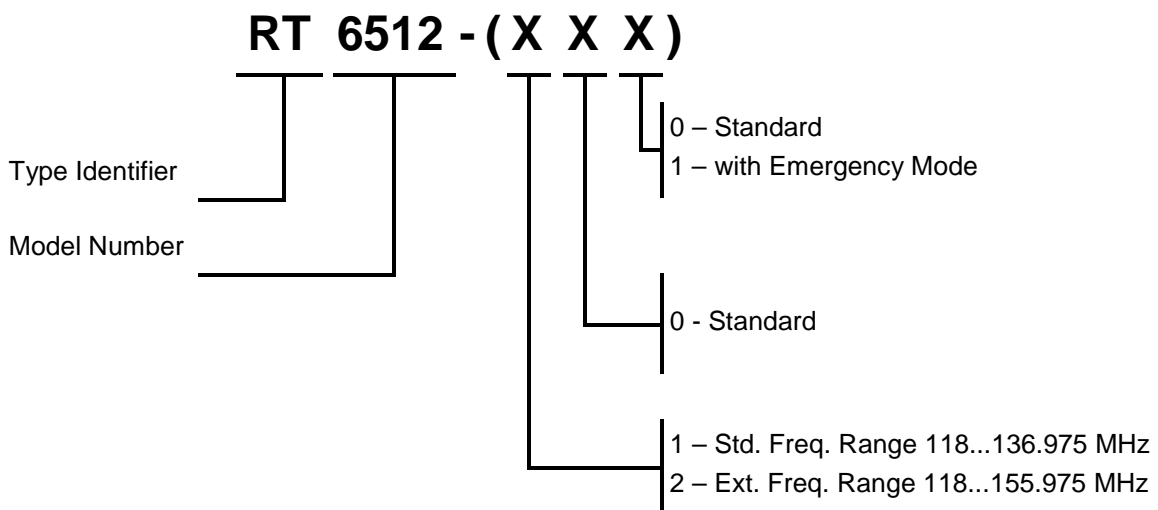 RT 6512 - ( X X X )
0 – Standard
1 – with Emergency Mode
Type Identifier
Model Number
0 - Standard
1 – Std. Freq. Range 118...136.975 MHz
2 – Ext. Freq. Range 118...155.975 MHz